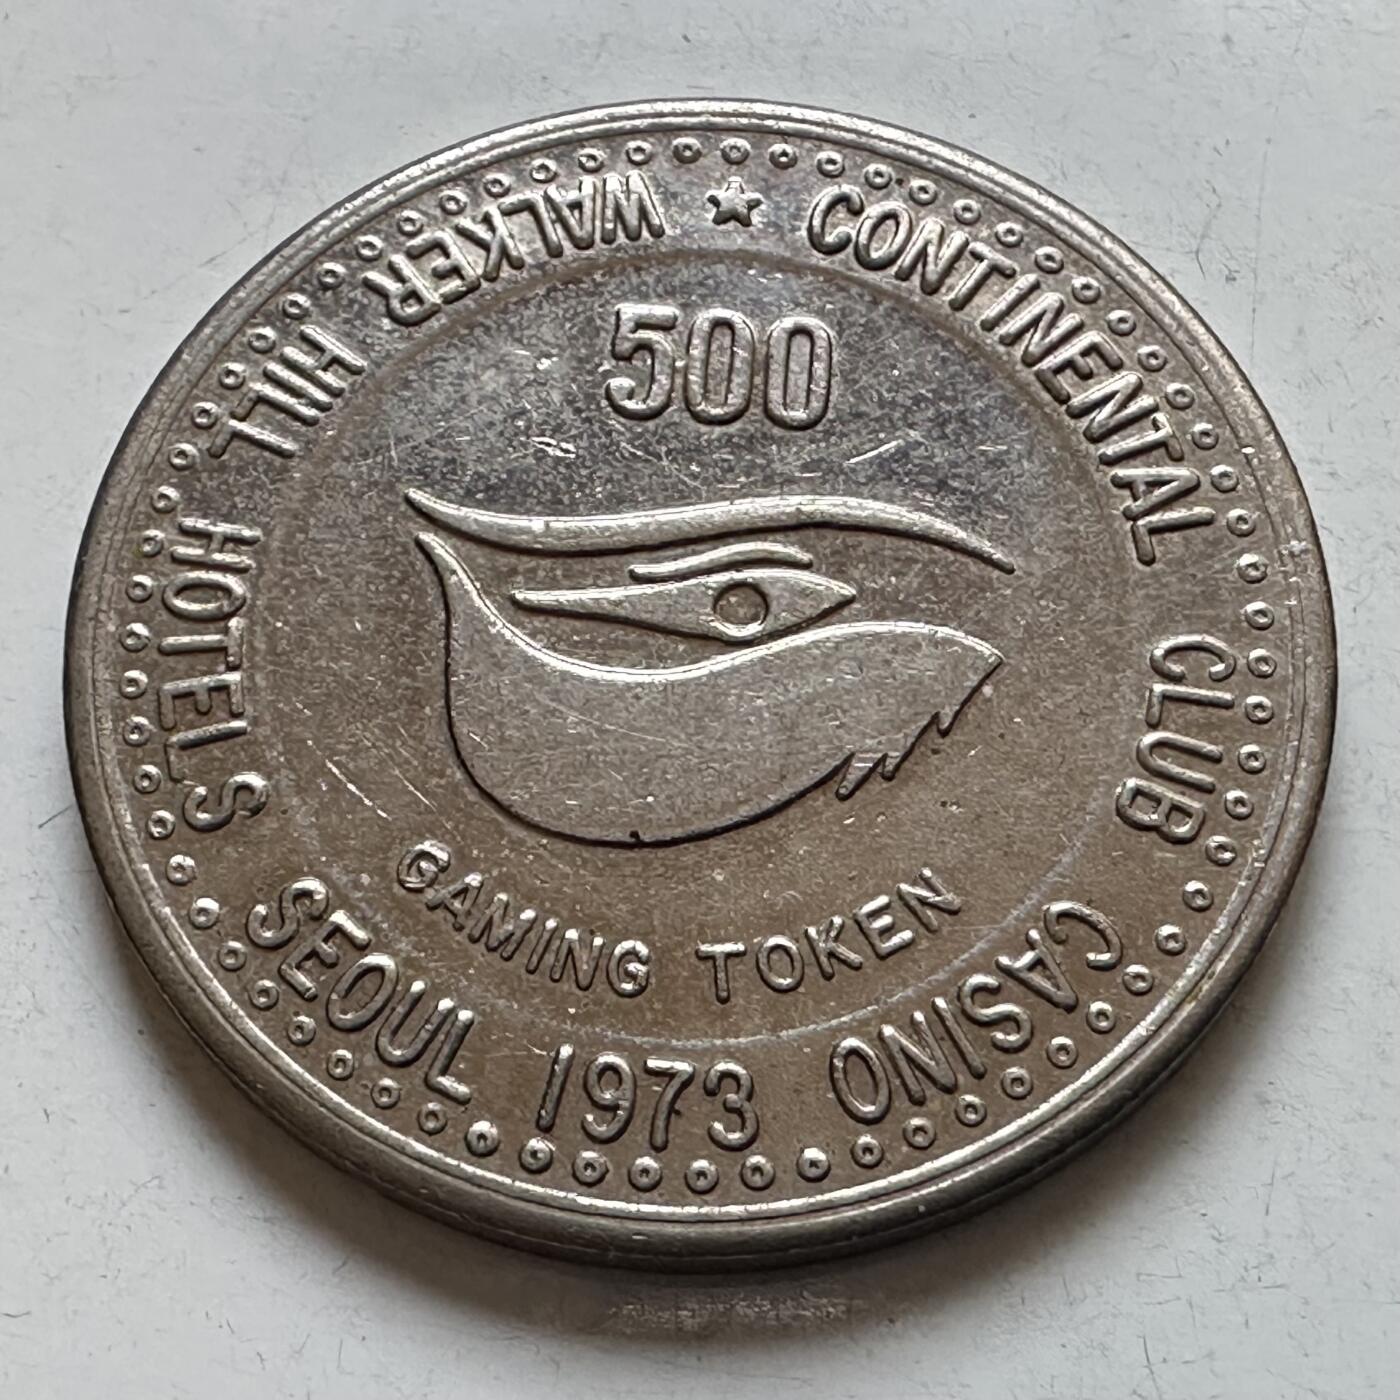 CONTINENTAL CLUB CASINO
WALKER HILL HOTELS SEOUL 1973
500
GAMING TOKEN